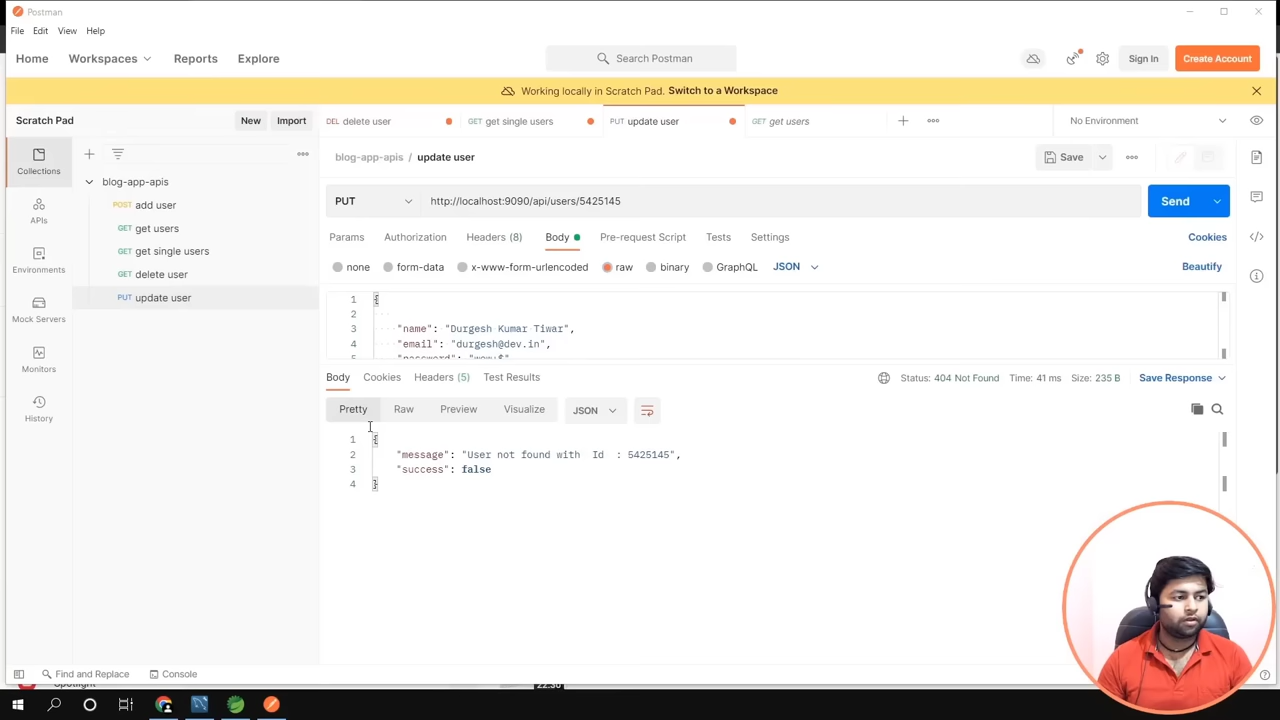 Postman
File Edit View Help
Home Workspaces Reports Explore Search Postman Sign In Create Account
Working locally in Scratch Pad. Switch to a Workspace
Scratch Pad New Import DEL delete user GET get single users PUT update user GET get users No Environment
Collections
APIs
Environments
Mock Servers
Monitors
History
blog-app-apis
POST add user
GET get users
GET get single users
GET delete user
PUT update user
blog-app-apis / update user Save
PUT http://localhost:9090/api/users/5425145 Send
Params Authorization Headers (8) Body Pre-request Script Tests Settings Cookies
none form-data x-www-form-urlencoded raw binary GraphQL JSON Beautify
1 {
2
3 "name": "Durgesh Kumar Tiwar",
4 "email": "durgesh@dev.in",
5 "password":
Body Cookies Headers (5) Test Results Status: 404 Not Found Time: 41 ms Size: 235 B Save Response
Pretty Raw Preview Visualize JSON
1 {
2 "message": "User not found with Id : 5425145",
3 "success": false
4 }
Find and Replace Console
Spotlight
22:30